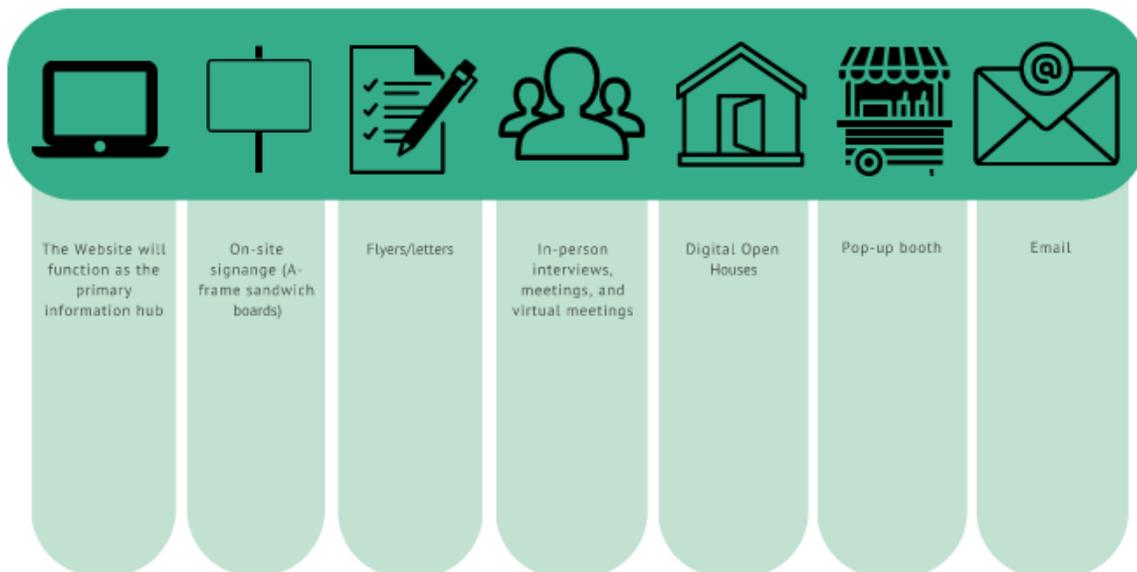 The Website will
function as the
primary
information hub
On-site
signange (A-
frame sandwich
boards)
Flyers/letters
In-person
interviews,
meetings, and
virtual meetings
Digital Open
Houses
Pop-up booth
@
Email